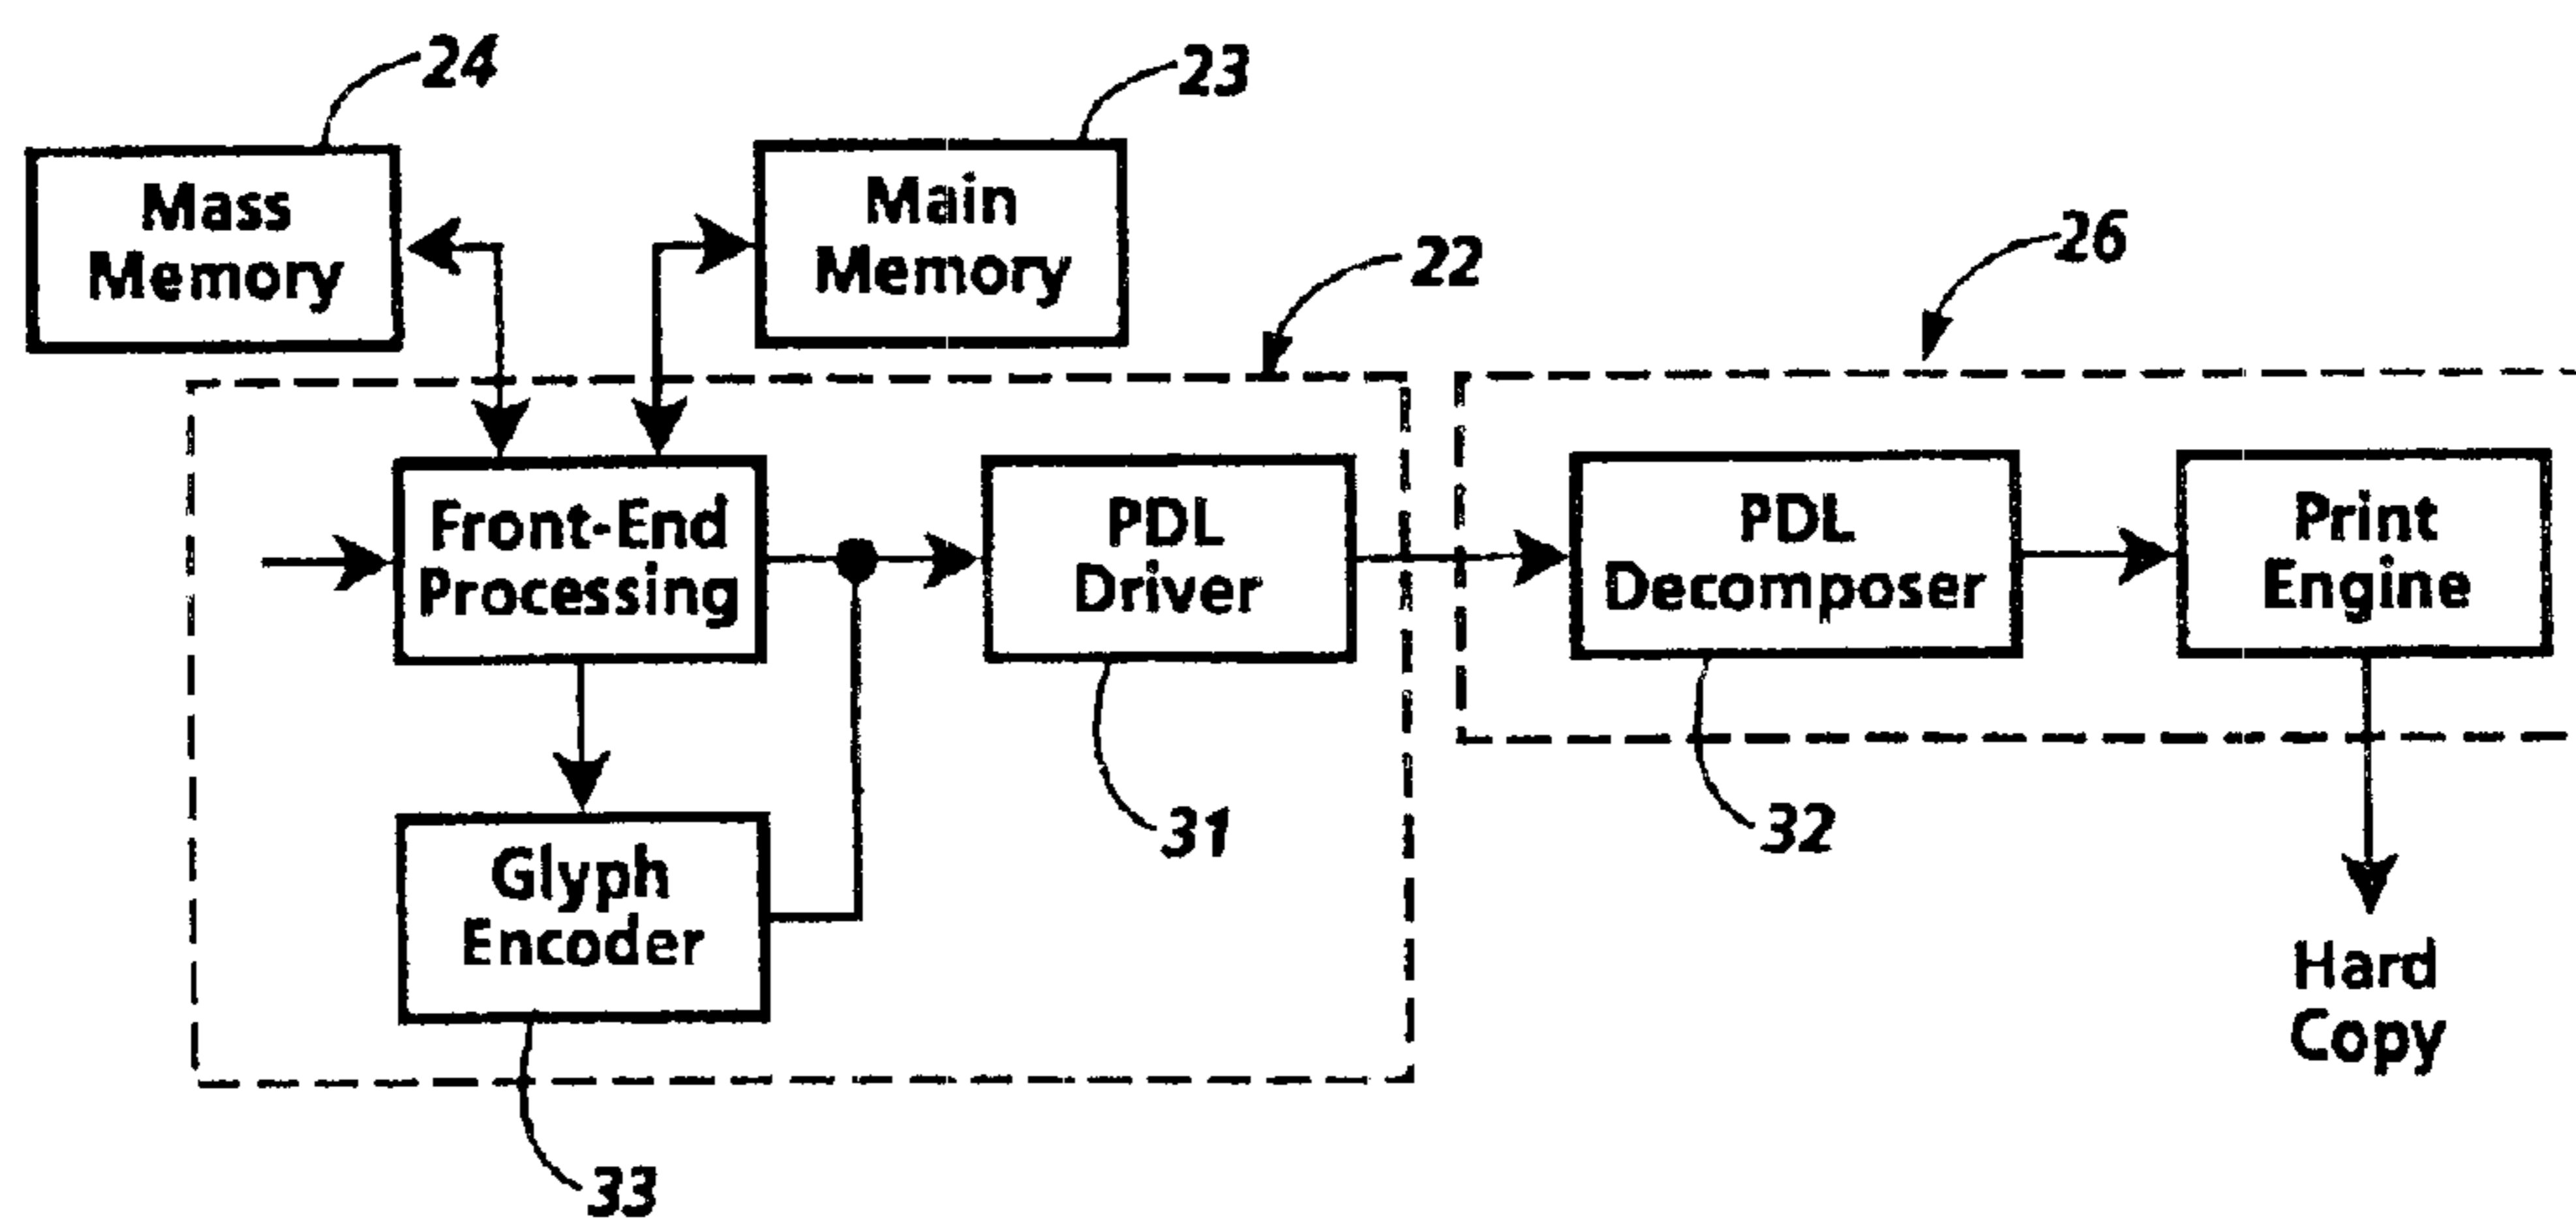 24
23
Mass
Memory
Main
Memory
22
26
Front-End
Processing
PDL
Driver
PDL
Decomposer
Print
Engine
31
32
Glyph
Encoder
Hard
Copy
33